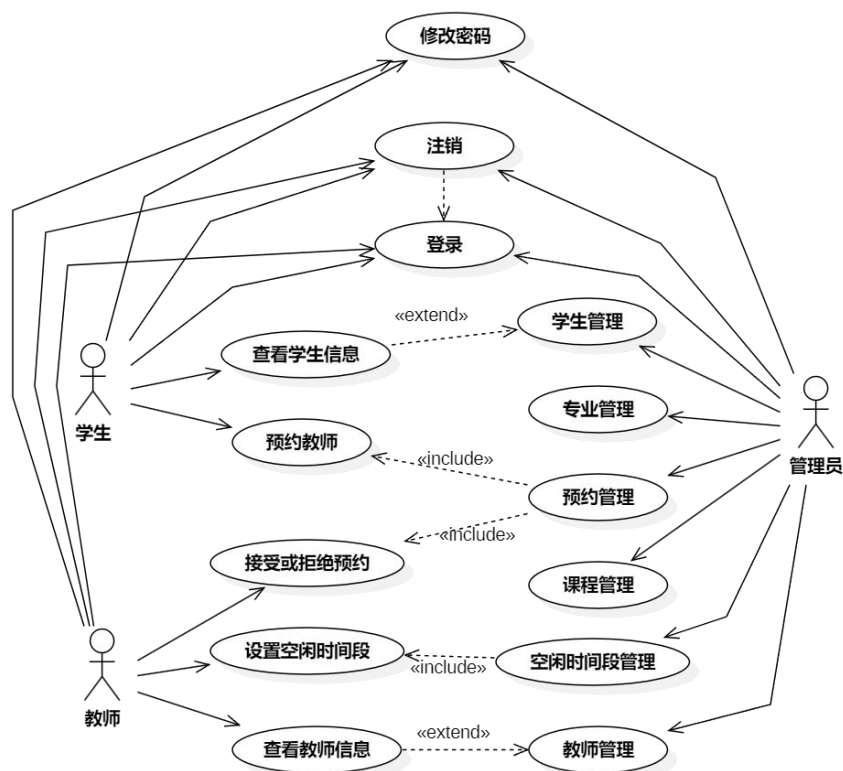 修改密码
注销
登录
«extend»
学生管理
查看学生信息
专业管理
学生
预约教师
«include»
管理员
预约管理
«include»
接受或拒绝预约
课程管理
设置空闲时间段
«include»
空闲时间段管理
教师
«extend»
查看教师信息
教师管理